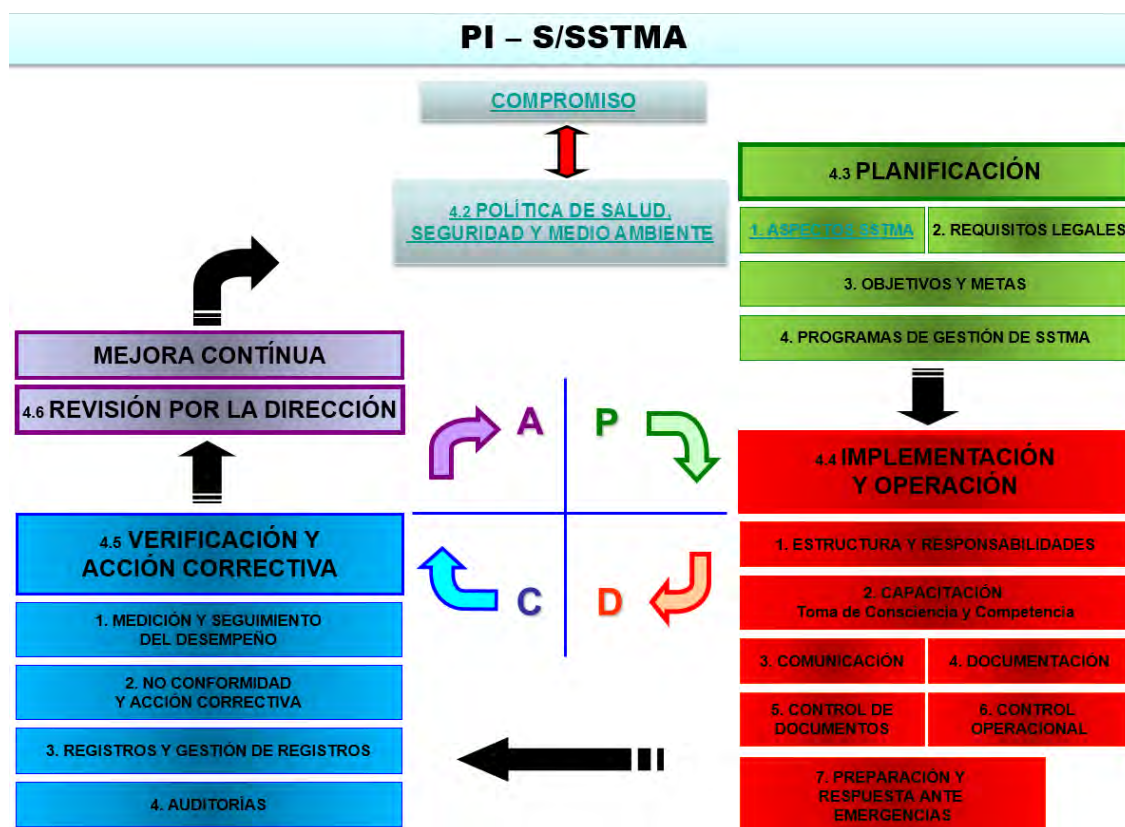 PI – S/SSTMA
COMPROMISO
4.2 POLÍTICA DE SALUD,
SEGURIDAD Y MEDIO AMBIENTE
4.3 PLANIFICACIÓN
1. ASPECTOS SSTMA
2. REQUISITOS LEGALES
3. OBJETIVOS Y METAS
4. PROGRAMAS DE GESTIÓN DE SSTMA
4.4 IMPLEMENTACIÓN
Y OPERACIÓN
1. ESTRUCTURA Y RESPONSABILIDADES
2. CAPACITACIÓN
Toma de Consciencia y Competencia
3. COMUNICACIÓN
4. DOCUMENTACIÓN
5. CONTROL DE
DOCUMENTOS
6. CONTROL
OPERACIONAL
7. PREPARACIÓN Y
RESPUESTA ANTE
EMERGENCIAS
MEJORA CONTÍNUA
4.6 REVISIÓN POR LA DIRECCIÓN
4.5 VERIFICACIÓN Y
ACCIÓN CORRECTIVA
1. MEDICIÓN Y SEGUIMIENTO
DEL DESEMPEÑO
2. NO CONFORMIDAD
Y ACCIÓN CORRECTIVA
3. REGISTROS Y GESTIÓN DE REGISTROS
4. AUDITORÍAS
A
P
C
D